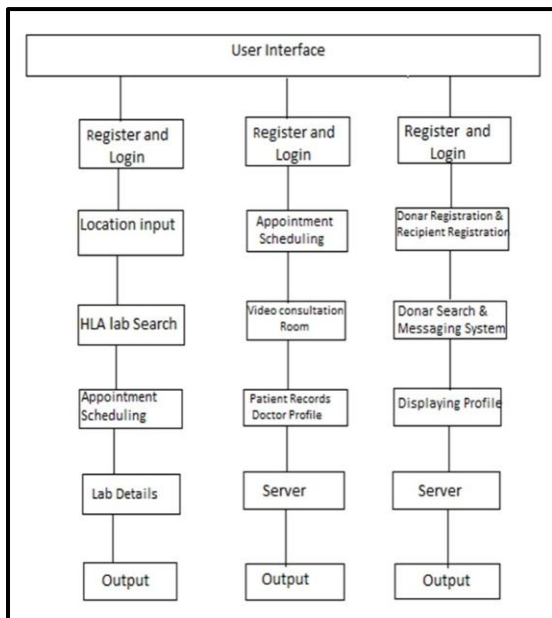 User Interface
Register and
Login
Location input
HLA lab Search
Appointment
Scheduling
Lab Details
Output
Register and
Login
Appointment
Scheduling
Video consultation
Room
Patient Records
Doctor Profile
Server
Output
Register and
Login
Donar Registration &
Recipient Registration
Donar Search &
Messaging System
Displaying Profile
Server
Output